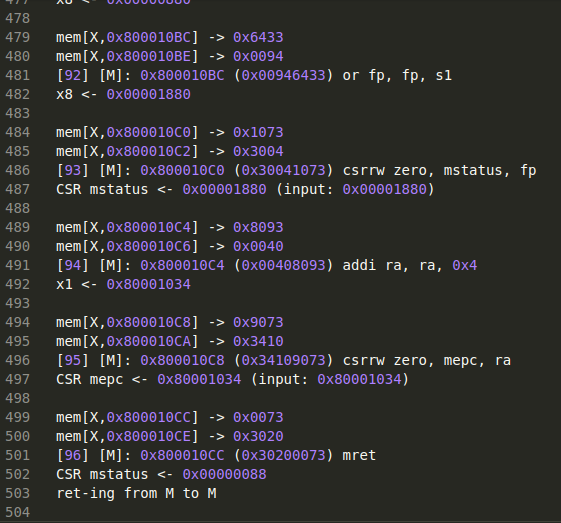 477 x8 <- 0x00000880
478
479 mem[X,0x800010BC] -> 0x6433
480 mem[X,0x800010BE] -> 0x0094
481 [92] [M]: 0x800010BC (0x00946433) or fp, fp, s1
482 x8 <- 0x00001880
483
484 mem[X,0x800010C0] -> 0x1073
485 mem[X,0x800010C2] -> 0x3004
486 [93] [M]: 0x800010C0 (0x30041073) csrrw zero, mstatus, fp
487 CSR mstatus <- 0x00001880 (input: 0x00001880)
488
489 mem[X,0x800010C4] -> 0x8093
490 mem[X,0x800010C6] -> 0x0040
491 [94] [M]: 0x800010C4 (0x00408093) addi ra, ra, 0x4
492 x1 <- 0x80001034
493
494 mem[X,0x800010C8] -> 0x9073
495 mem[X,0x800010CA] -> 0x3410
496 [95] [M]: 0x800010C8 (0x34109073) csrrw zero, mepc, ra
497 CSR mepc <- 0x80001034 (input: 0x80001034)
498
499 mem[X,0x800010CC] -> 0x0073
500 mem[X,0x800010CE] -> 0x3020
501 [96] [M]: 0x800010CC (0x30200073) mret
502 CSR mstatus <- 0x00000088
503 ret-ing from M to M
504